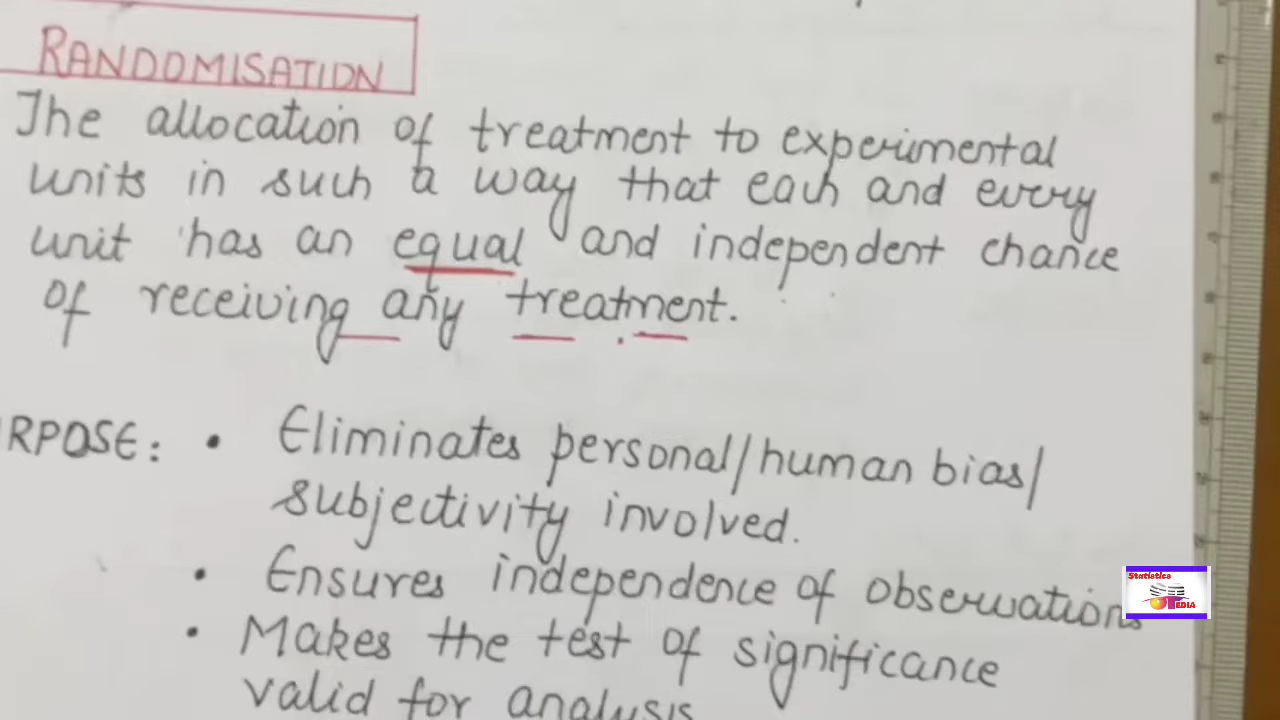 RANDOMISATION
The allocation of treatment to experimental
units in such a way that each and every
unit has an equal and independent chance
of receiving any treatment.
RPOSE: • Eliminates personal/human bias/
subjectivity involved.
• Ensures independence of observations
• Makes the test of significance
valid for analysis
Statistics
PEDIA